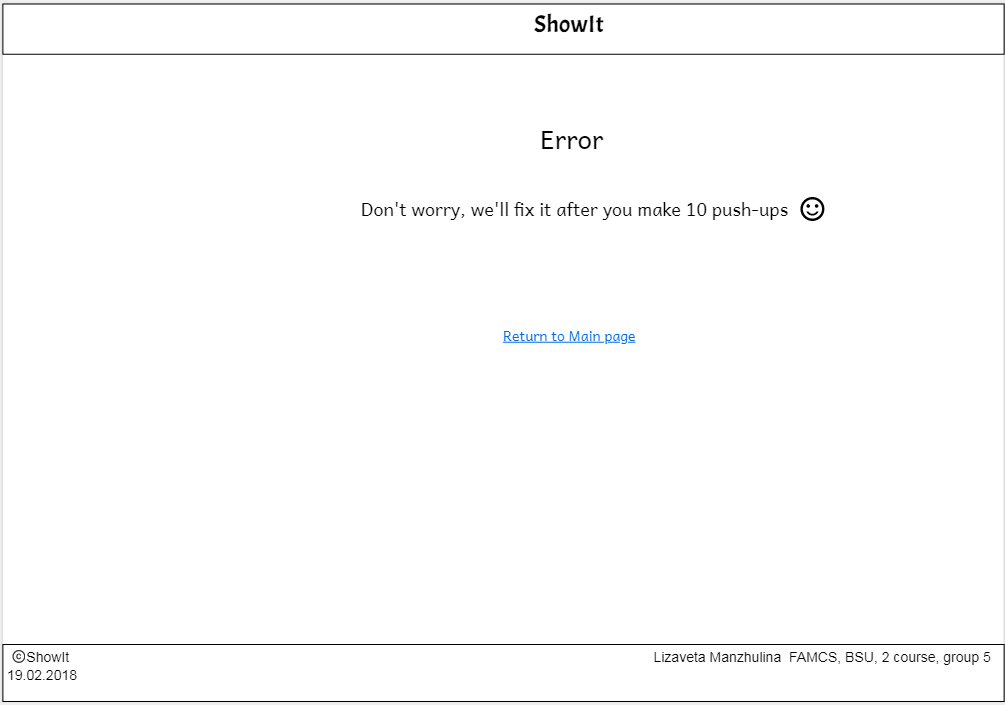 ShowIt
Error
Don't worry, we'll fix it after you make 10 push-ups
Return to Main page
©ShowIt
19.02.2018
Lizaveta Manzhulina FAMCS, BSU, 2 course, group 5